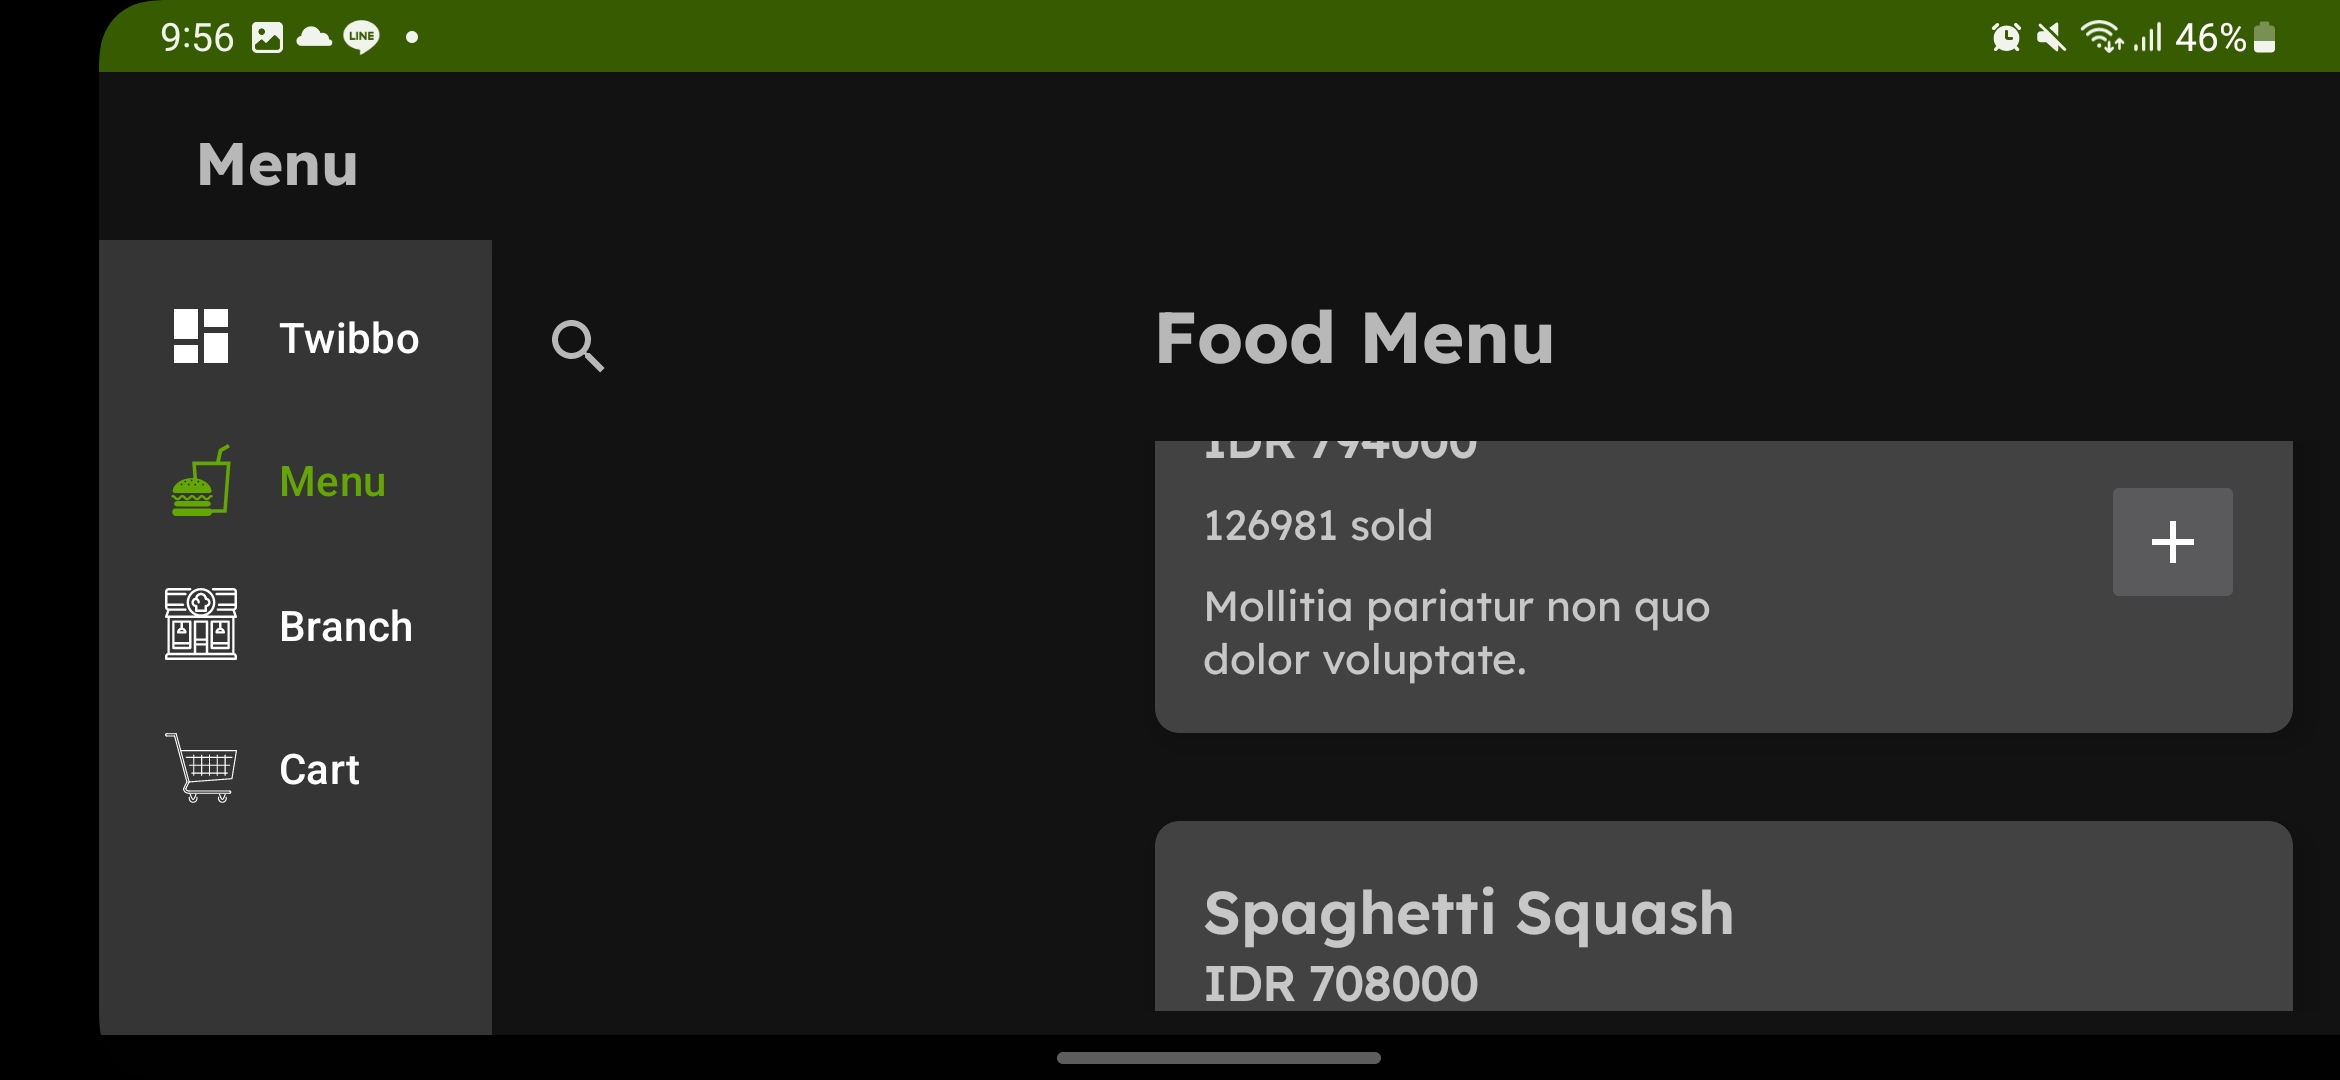 9:56
LINE
46%
Menu
Twibbo
Menu
Branch
Cart
Food Menu
IDR 794000
126981 sold
Mollitia pariatur non quo
dolor voluptate.
Spaghetti Squash
IDR 708000